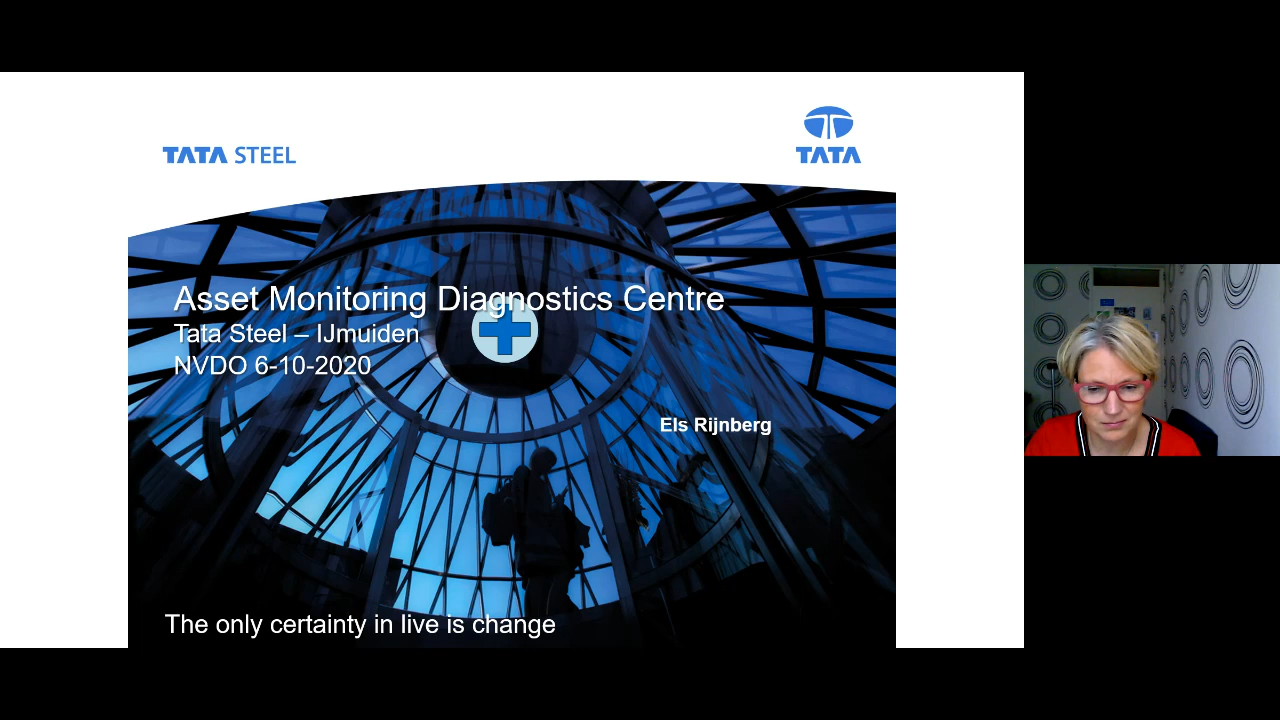 TATA STEEL
TATA
Asset Monitoring Diagnostics Centre
Tata Steel – IJmuiden
NVDO 6-10-2020
Els Rijnberg
The only certainty in live is change